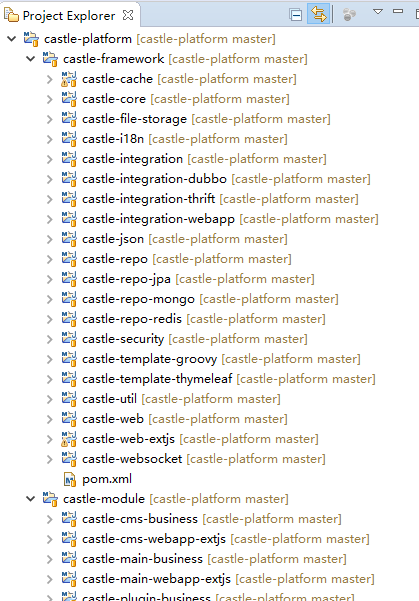 Project Explorer
castle-platform [castle-platform master]
castle-framework [castle-platform master]
castle-cache [castle-platform master]
castle-core [castle-platform master]
castle-file-storage [castle-platform master]
castle-i18n [castle-platform master]
castle-integration [castle-platform master]
castle-integration-dubbo [castle-platform master]
castle-integration-thrift [castle-platform master]
castle-integration-webapp [castle-platform master]
castle-json [castle-platform master]
castle-repo [castle-platform master]
castle-repo-jpa [castle-platform master]
castle-repo-mongo [castle-platform master]
castle-repo-redis [castle-platform master]
castle-security [castle-platform master]
castle-template-groovy [castle-platform master]
castle-template-thymeleaf [castle-platform master]
castle-util [castle-platform master]
castle-web [castle-platform master]
castle-web-extjs [castle-platform master]
castle-websocket [castle-platform master]
pom.xml
castle-module [castle-platform master]
castle-cms-business [castle-platform master]
castle-cms-webapp-extjs [castle-platform master]
castle-main-business [castle-platform master]
castle-main-webapp-extjs [castle-platform master]
castle-plugin-business [castle-platform master]